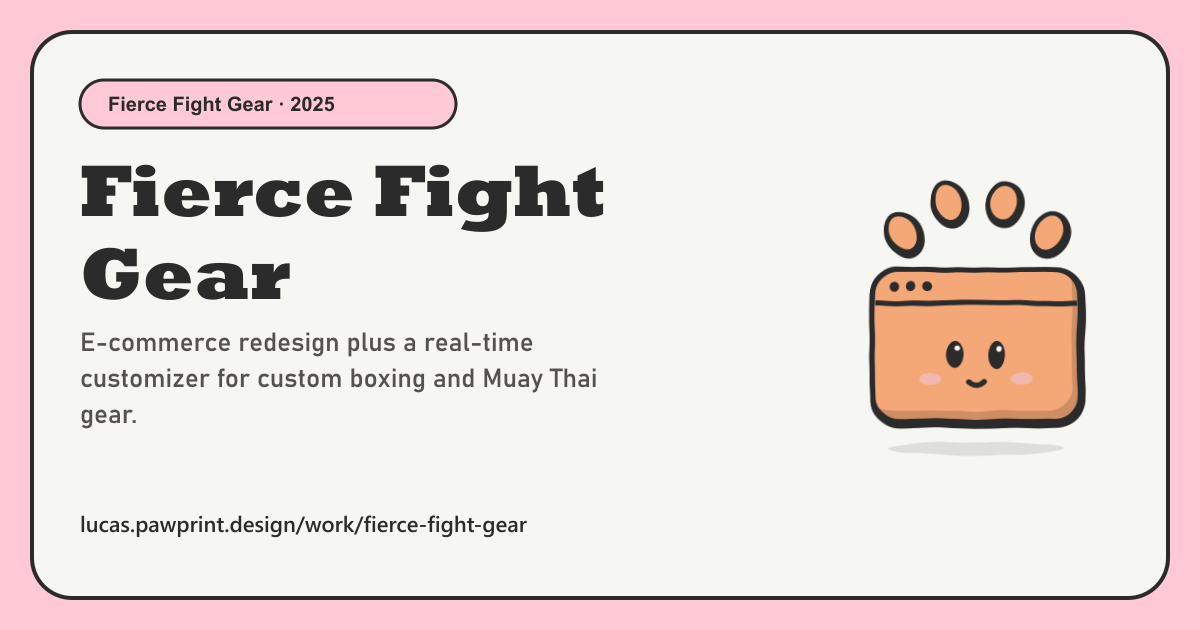 Fierce Fight Gear · 2025
Fierce Fight
Gear
E-commerce redesign plus a real-time
customizer for custom boxing and Muay Thai
gear.
lucas.pawprint.design/work/fierce-fight-gear